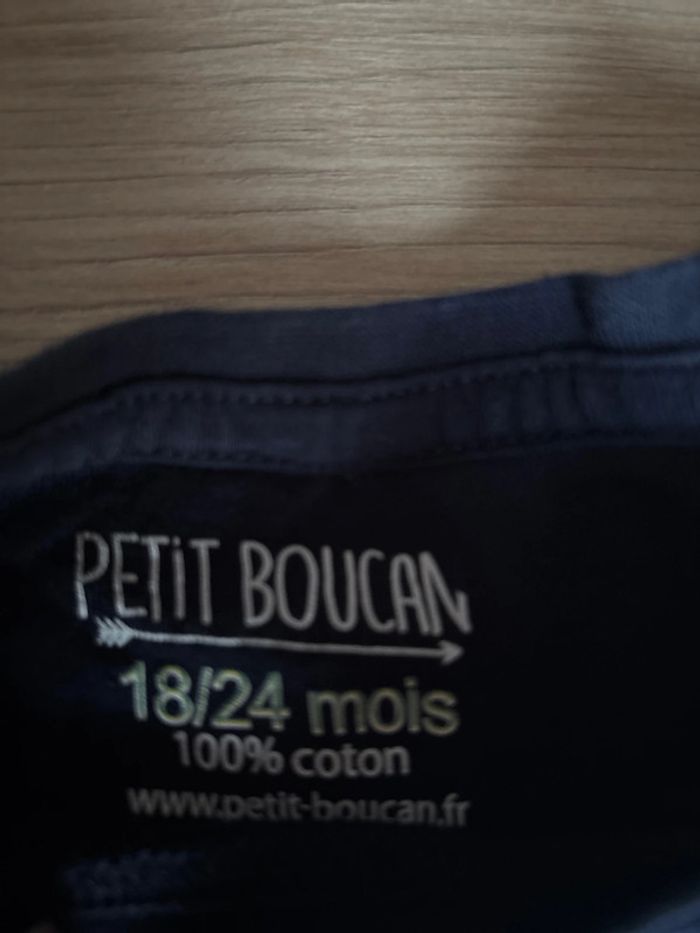 PETiT BOUCAN
18/24 mois
100% coton
www.petit-boucan.fr